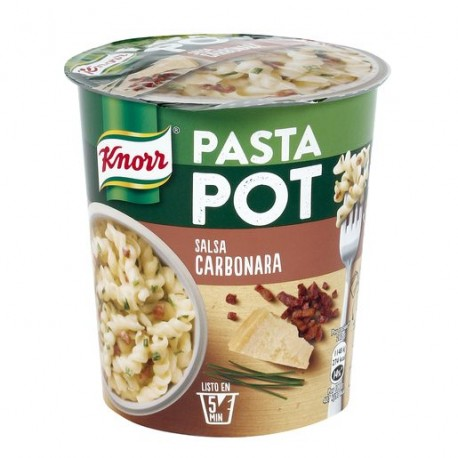 Knorr
PASTA
POT
SALSA
CARBONARA
LISTO EN
5
MIN